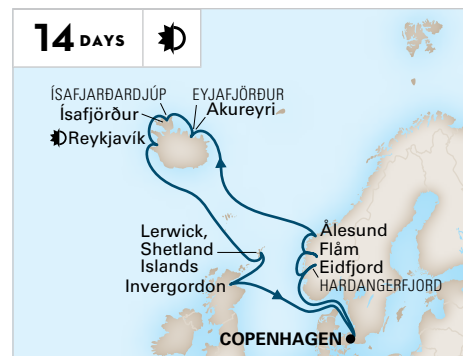 14 DAYS
ÍSAFJARÐARDJÚP
Ísafjörður
Reykjavík
EYJAFJÖRÐUR
Akureyri
Ålesund
Flåm
Eidfjord
HARDANGERFJORD
Lerwick,
Shetland
Islands
Invergordon
COPENHAGEN